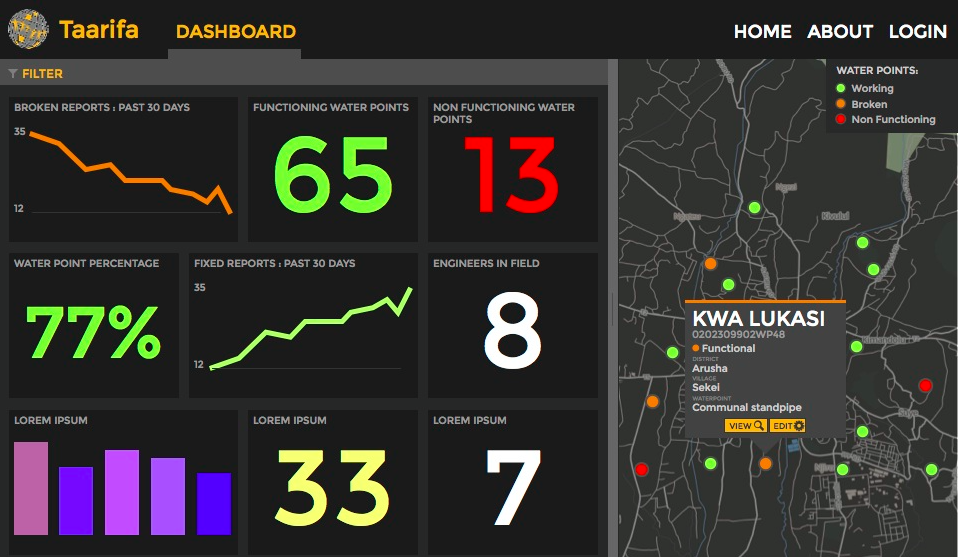 Taarifa
DASHBOARD
HOME ABOUT LOGIN
FILTER
BROKEN REPORTS : PAST 30 DAYS
35
12
FUNCTIONING WATER POINTS
65
NON FUNCTIONING WATER
POINTS
13
WATER POINT PERCENTAGE
77%
FIXED REPORTS : PAST 30 DAYS
35
12
ENGINEERS IN FIELD
8
LOREM IPSUM
LOREM IPSUM
33
LOREM IPSUM
7
WATER POINTS:
Working
Broken
Non Functioning
KWA LUKASI
0202309902WP48
Functional
DISTRICT
Arusha
VILLAGE
Sekei
WATERPOINT
Communal standpipe
VIEW EDIT